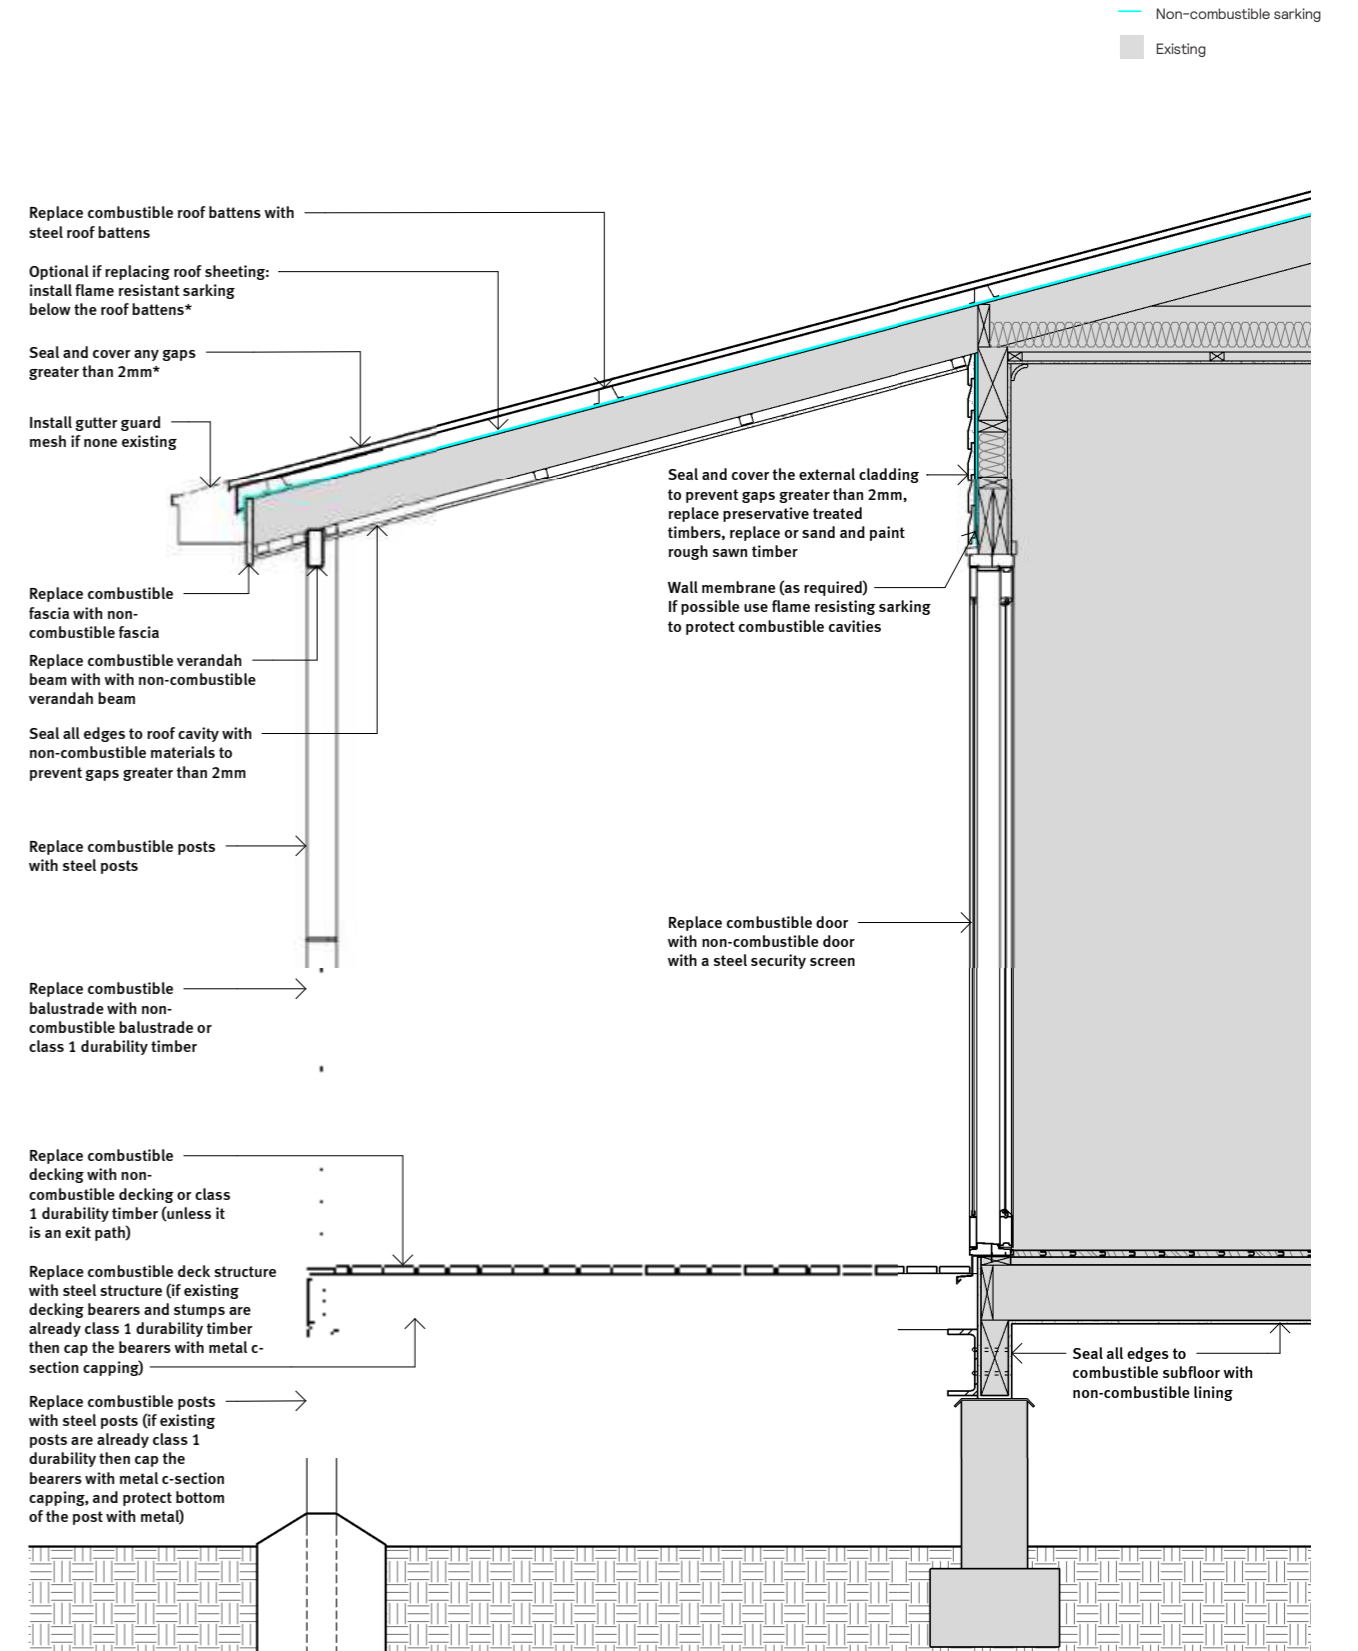 Non-combustible sarking
Existing
Replace combustible roof battens with
steel roof battens
Optional if replacing roof sheeting:
install flame resistant sarking
below the roof battens*
Seal and cover any gaps
greater than 2mm*
Install gutter guard
mesh if none existing
Seal and cover the external cladding
to prevent gaps greater than 2mm,
replace preservative treated
timbers, replace or sand and paint
rough sawn timber
Wall membrane (as required)
If possible use flame resisting sarking
to protect combustible cavities
Replace combustible
fascia with non-
combustible fascia
Replace combustible verandah
beam with with non-combustible
verandah beam
Seal all edges to roof cavity with
non-combustible materials to
prevent gaps greater than 2mm
Replace combustible posts
with steel posts
Replace combustible door
with non-combustible door
with a steel security screen
Replace combustible
balustrade with non-
combustible balustrade or
class 1 durability timber
Replace combustible
decking with non-
combustible decking or class
1 durability timber (unless it
is an exit path)
Replace combustible deck structure
with steel structure (if existing
decking bearers and stumps are
already class 1 durability timber
then cap the bearers with metal c-
section capping)
Seal all edges to
combustible subfloor with
non-combustible lining
Replace combustible posts
with steel posts (if existing
posts are already class 1
durability then cap the
bearers with metal c-section
capping, and protect bottom
of the post with metal)